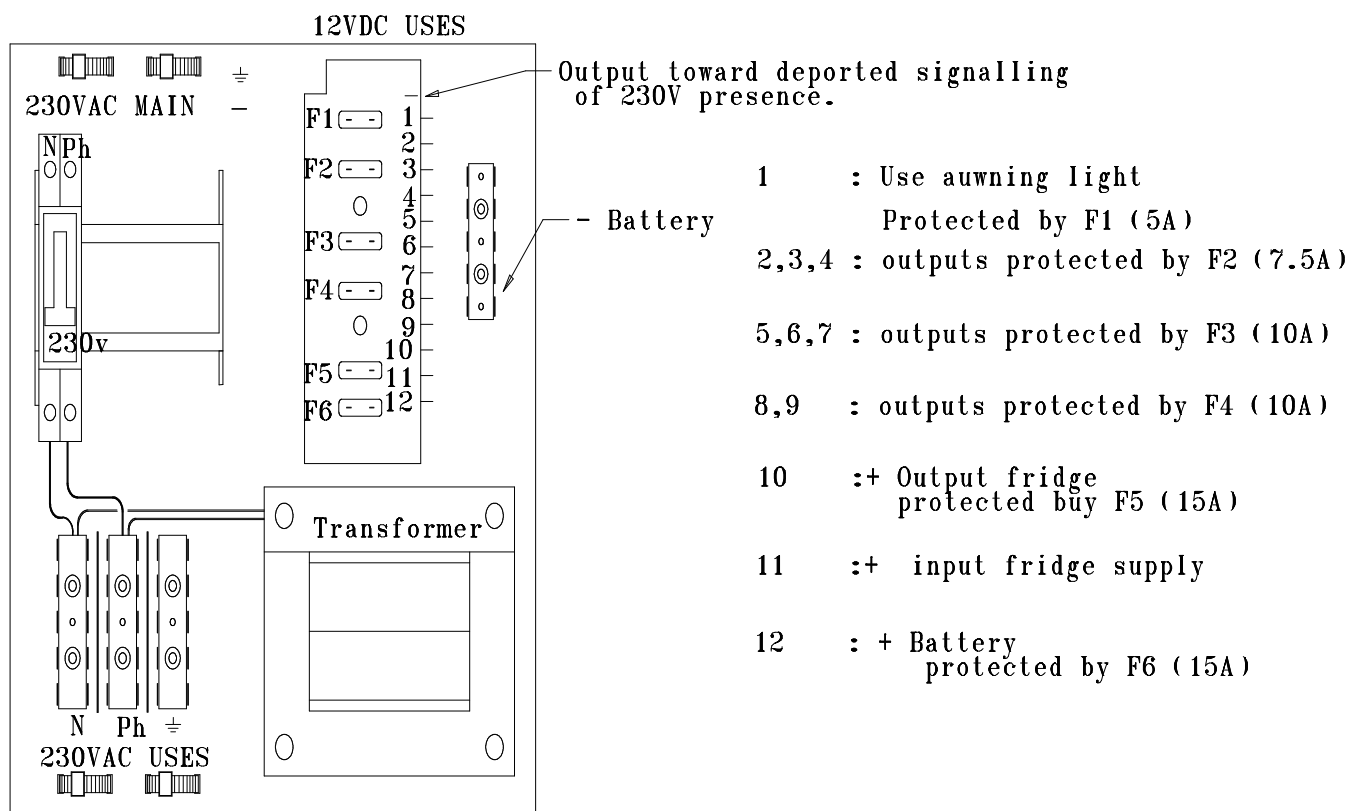 12VDC USES
Output toward deported signalling
of 230V presence.
230VAC MAIN
-
N Ph
230v
F1
F2
F3
F4
F5
F6
1
2
3
4
5
6
7
8
9
10
11
12
- Battery
Transformer
N Ph
230VAC USES
1 : Use auwning light
Protected by F1 (5A)
2,3,4 : outputs protected by F2 (7.5A)
5,6,7 : outputs protected by F3 (10A)
8,9 : outputs protected by F4 (10A)
10 :+ Output fridge
protected buy F5 (15A)
11 :+ input fridge supply
12 : + Battery
protected by F6 (15A)